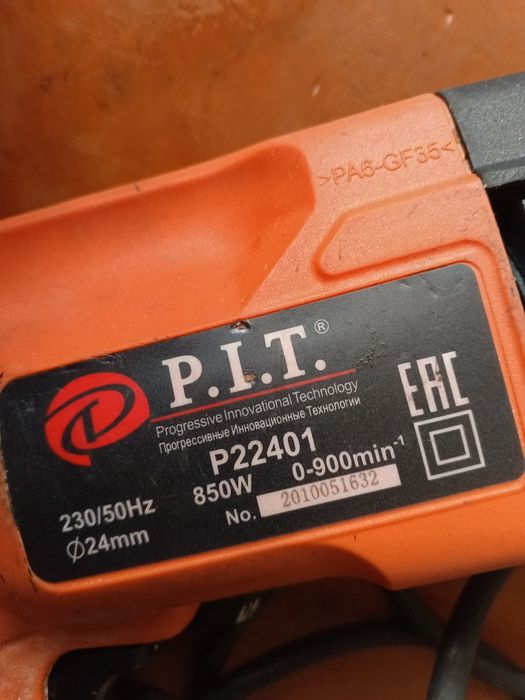 >PA6-GF35<
P.I.T.®
Progressive Innovational Technology
Прогрессивные Инновационные Технологии
P22401
230/50Hz 850W 0-900min-1
Ø24mm No. 2010051632
EAC